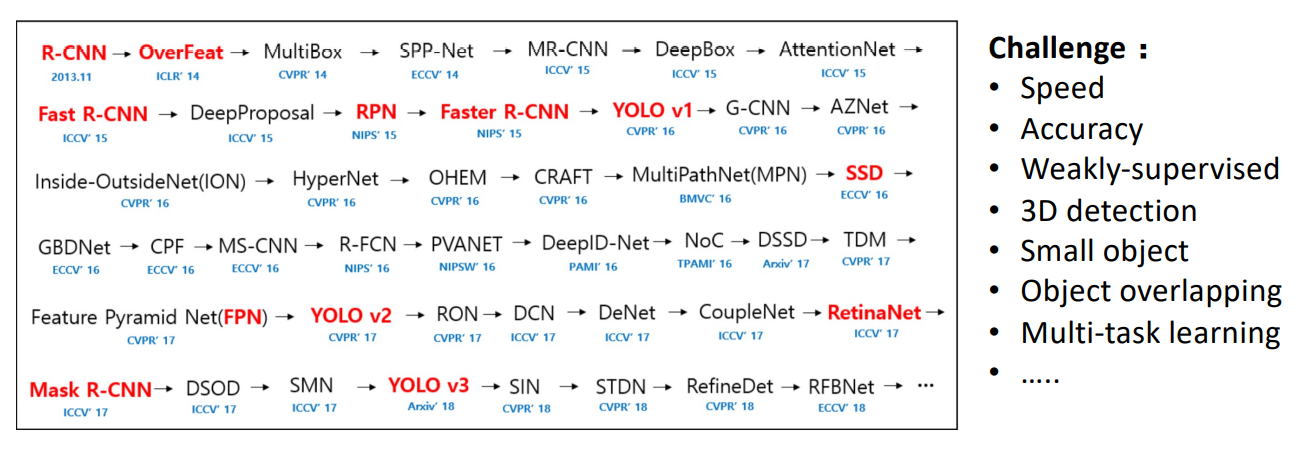 R-CNN → OverFeat → MultiBox → SPP-Net → MR-CNN → DeepBox → AttentionNet →
2013.11 ICLR' 14 CVPR' 14 ECCV' 14 ICCV' 15 ICCV' 15 ICCV' 15
Fast R-CNN → DeepProposal → RPN → Faster R-CNN → YOLO v1 → G-CNN → AZNet →
ICCV' 15 ICCV' 15 NIPS' 15 NIPS' 15 CVPR' 16 CVPR' 16 CVPR' 16
Inside-OutsideNet(ION) → HyperNet → OHEM → CRAFT → MultiPathNet(MPN) → SSD →
CVPR' 16 CVPR' 16 CVPR' 16 CVPR' 16 BMVC' 16 ECCV' 16
GBDNet → CPF → MS-CNN → R-FCN → PVANET → DeepID-Net → NoC → DSSD → TDM →
ECCV' 16 ECCV' 16 ECCV' 16 NIPS' 16 NIPSW' 16 PAMI' 16 TPAMI' 16 Arxiv' 17 CVPR' 17
Feature Pyramid Net(FPN) → YOLO v2 → RON → DCN → DeNet → CoupleNet → RetinaNet →
CVPR' 17 CVPR' 17 CVPR' 17 ICCV' 17 ICCV' 17 ICCV' 17 ICCV' 17
Mask R-CNN → DSOD → SMN → YOLO v3 → SIN → STDN → RefineDet → RFBNet → ···
ICCV' 17 ICCV' 17 ICCV' 17 Arxiv' 18 CVPR' 18 CVPR' 18 CVPR' 18 ECCV' 18
Challenge：
• Speed
• Accuracy
• Weakly-supervised
• 3D detection
• Small object
• Object overlapping
• Multi-task learning
• …..